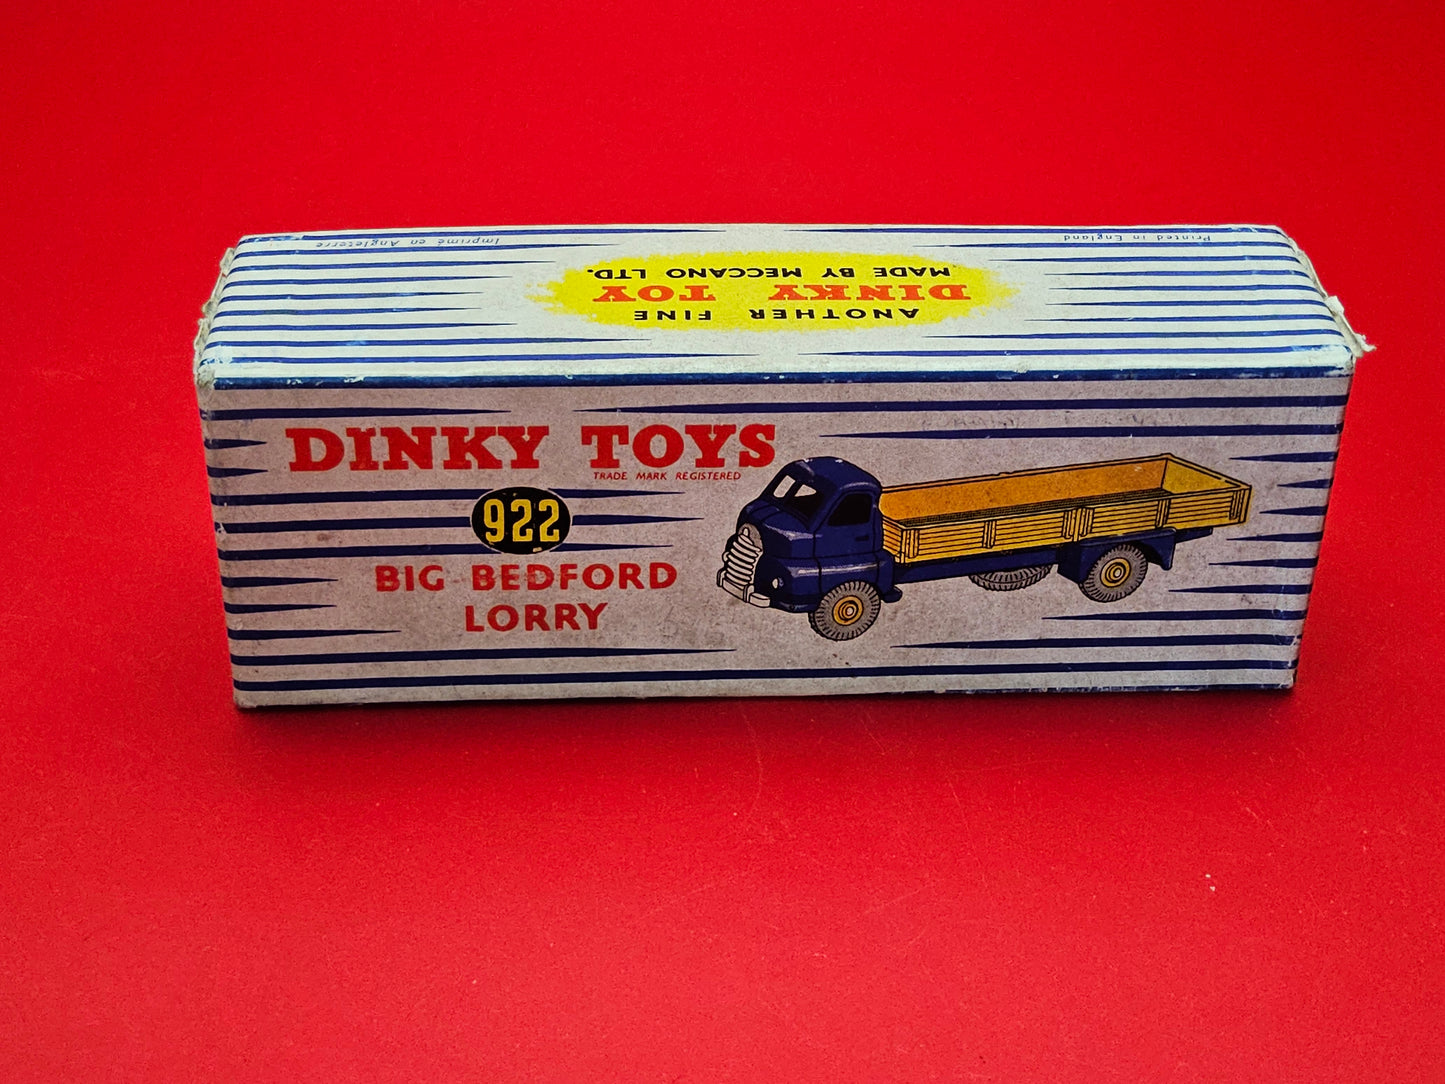 Printed in England
Imprimé en Angleterre
ANOTHER FINE
DINKY TOY
MADE BY MECCANO LTD.
DINKY TOYS
TRADE MARK REGISTERED
922
BIG BEDFORD
LORRY